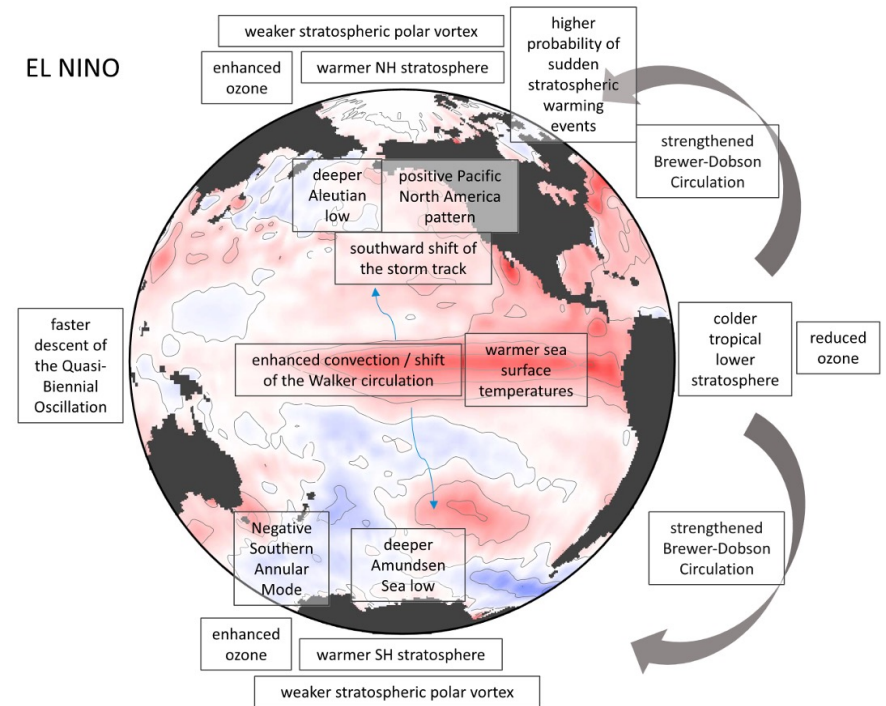 EL NINO
weaker stratospheric polar vortex
enhanced
ozone
warmer NH stratosphere
higher
probability of
sudden
stratospheric
warming
events
strengthened
Brewer-Dobson
Circulation
deeper
Aleutian
low
positive Pacific
North America
pattern
southward shift of
the storm track
faster
descent of
the Quasi-
Biennial
Oscillation
enhanced convection / shift
of the Walker circulation
warmer sea
surface
temperatures
colder
tropical
lower
stratosphere
reduced
ozone
Negative
Southern
Annular
Mode
deeper
Amundsen
Sea low
strengthened
Brewer-Dobson
Circulation
enhanced
ozone
warmer SH stratosphere
weaker stratospheric polar vortex